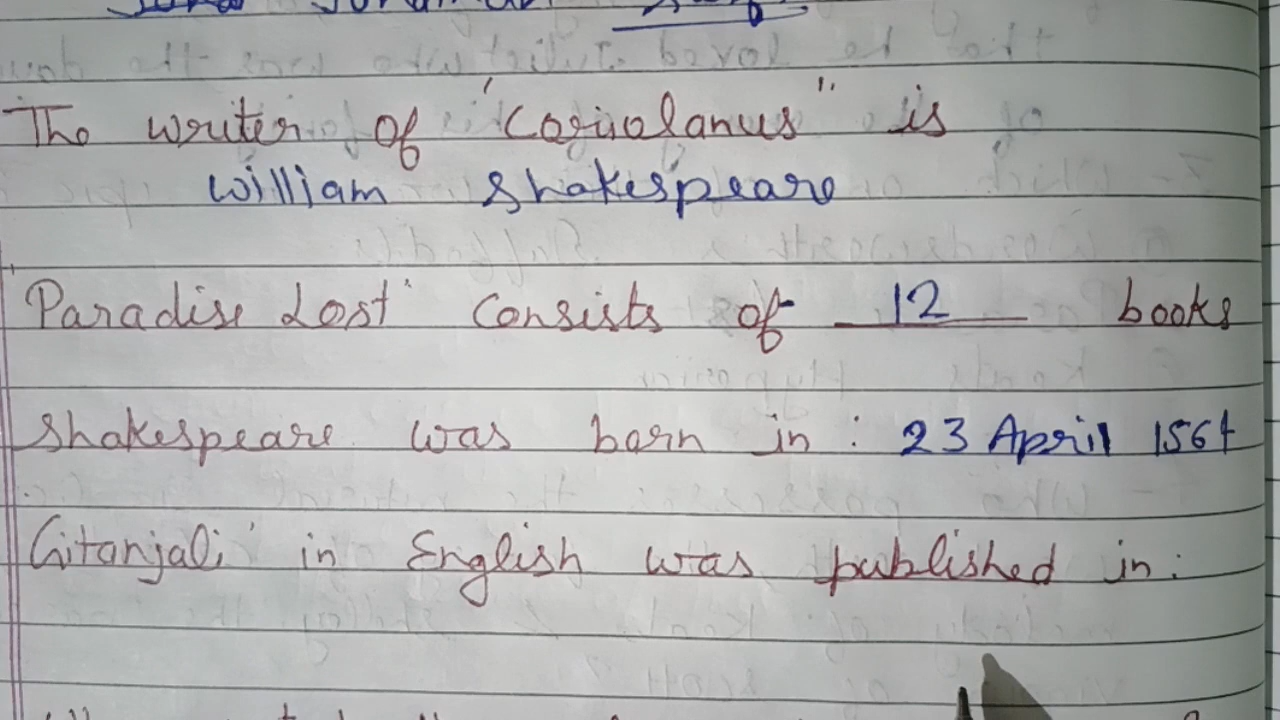 The writer of 'Coriolanus" is
William Shakespeare
Paradise Lost' consists of 12 books
Shakespeare was born in : 23 April 1564
Gitanjali' in English was published in :